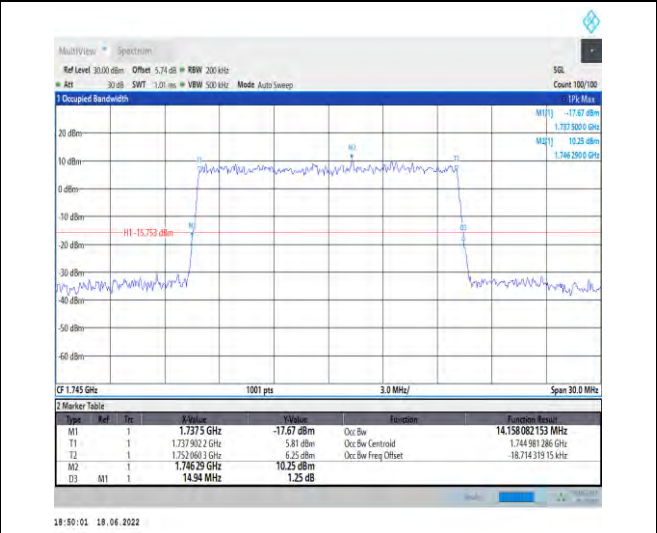 MultiView Spectrum
Ref Level 30.00 dBm Offset 5.74 dB RBW 200 kHz SGL
Att 30 dB SWT 1.01 ms VBW 500 kHz Mode Auto Sweep Count 100/100
1 Occupied Bandwidth 1Pk Max
M1[1] -17.67 dBm
1.737 500 0 GHz
M2[1] 10.25 dBm
1.746 290 0 GHz
20 dBm
M2
T1 T2
10 dBm
0 dBm
-10 dBm
M1 D3
H1 -15.753 dBm
-20 dBm
-30 dBm
-40 dBm
-50 dBm
-60 dBm
CF 1.745 GHz 1001 pts 3.0 MHz/ Span 30.0 MHz
2 Marker Table
Type Ref Trc X-Value Y-Value Function Function Result
M1 1 1.7375 GHz -17.67 dBm Occ Bw 14.158 082 153 MHz
T1 1 1.737 902 2 GHz 5.81 dBm Occ Bw Centroid 1.744 981 286 GHz
T2 1 1.752 060 3 GHz 6.25 dBm Occ Bw Freq Offset -18.714 319 15 kHz
M2 1 1.746 29 GHz 10.25 dBm
D3 M1 1 14.94 MHz 1.25 dB
18:50:01 18.06.2022